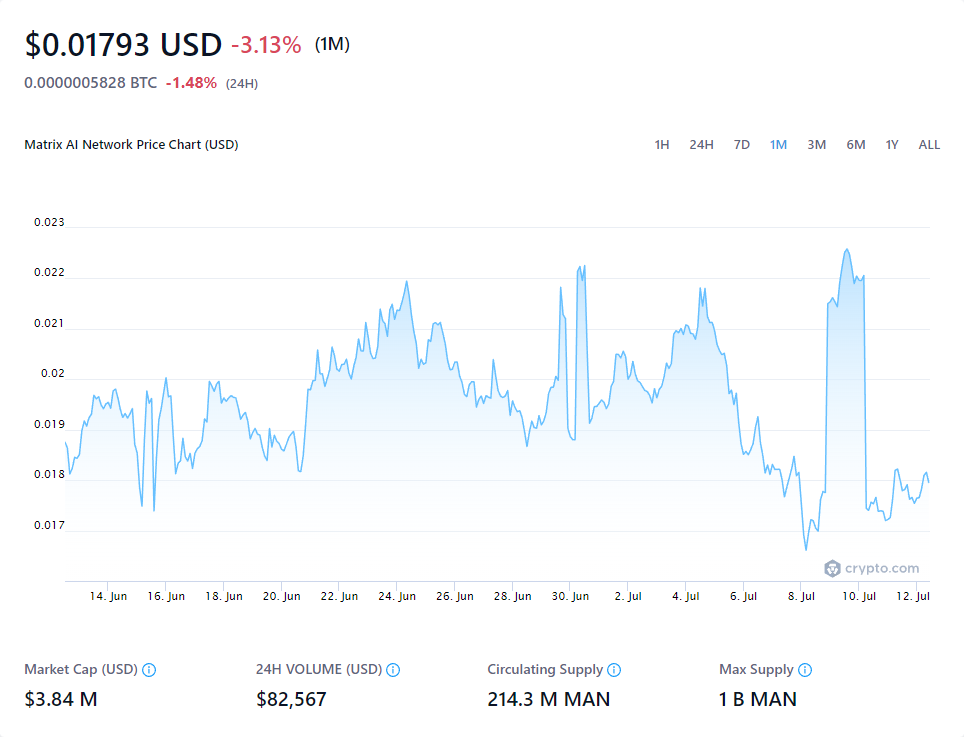 $0.01793 USD -3.13% (1M)
0.0000005828 BTC -1.48% (24H)
Matrix AI Network Price Chart (USD) 1H 24H 7D 1M 3M 6M 1Y ALL
0.023
0.022
0.021
0.02
0.019
0.018
0.017
crypto.com
14. Jun 16. Jun 18. Jun 20. Jun 22. Jun 24. Jun 26. Jun 28. Jun 30. Jun 2. Jul 4. Jul 6. Jul 8. Jul 10. Jul 12. Jul
Market Cap (USD) 24H VOLUME (USD) Circulating Supply Max Supply
$3.84 M $82,567 214.3 M MAN 1 B MAN